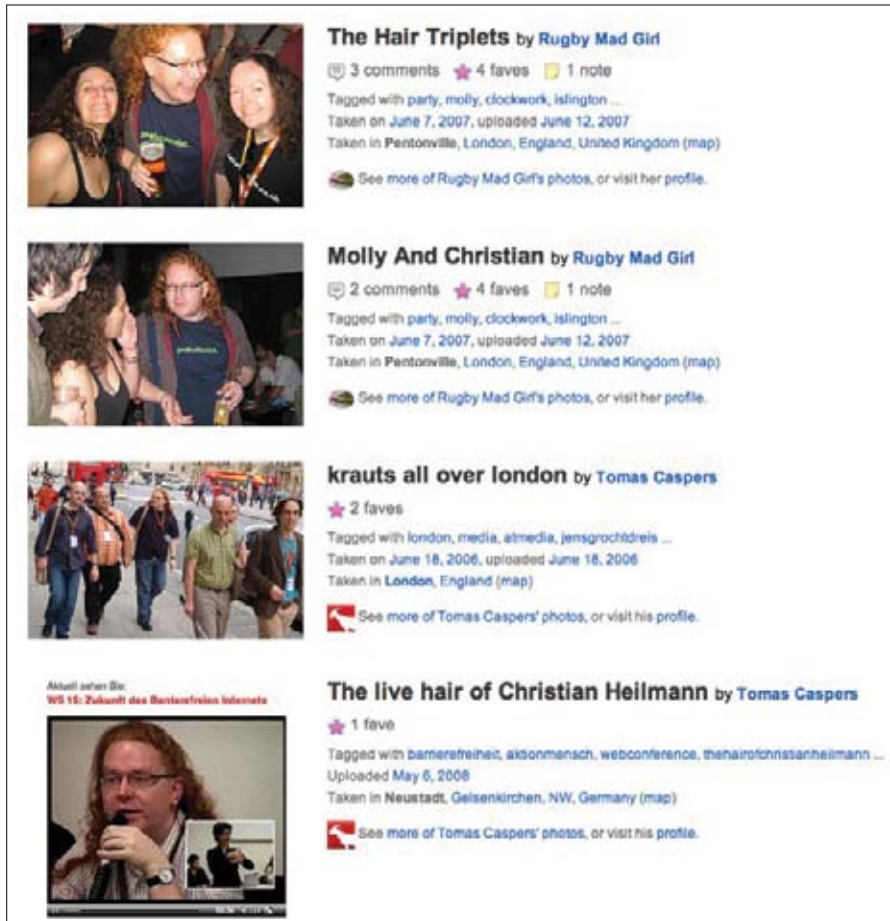 The Hair Triplets by Rugby Mad Girl
3 comments 4 faves 1 note
Tagged with party, molly, clockwork, islington ...
Taken on June 7, 2007, uploaded June 12, 2007
Taken in Pentonville, London, England, United Kingdom (map)
See more of Rugby Mad Girl's photos, or visit her profile.
Molly And Christian by Rugby Mad Girl
2 comments 4 faves 1 note
Tagged with party, molly, clockwork, islington ...
Taken on June 7, 2007, uploaded June 12, 2007
Taken in Pentonville, London, England, United Kingdom (map)
See more of Rugby Mad Girl's photos, or visit her profile.
krauts all over london by Tomas Caspers
2 faves
Tagged with london, media, atmedia, jensgrochtdreis ...
Taken on June 18, 2006, uploaded June 18, 2006
Taken in London, England (map)
See more of Tomas Caspers' photos, or visit his profile.
Aktuell sehen Sie:
WS 15: Zukunft des Barrierefreien Internets
The live hair of Christian Heilmann by Tomas Caspers
1 fave
Tagged with barrierefreiheit, aktionmensch, webconference, thehairofchristianheilmann ...
Uploaded May 6, 2008
Taken in Neustadt, Gelsenkirchen, NW, Germany (map)
See more of Tomas Caspers' photos, or visit his profile.